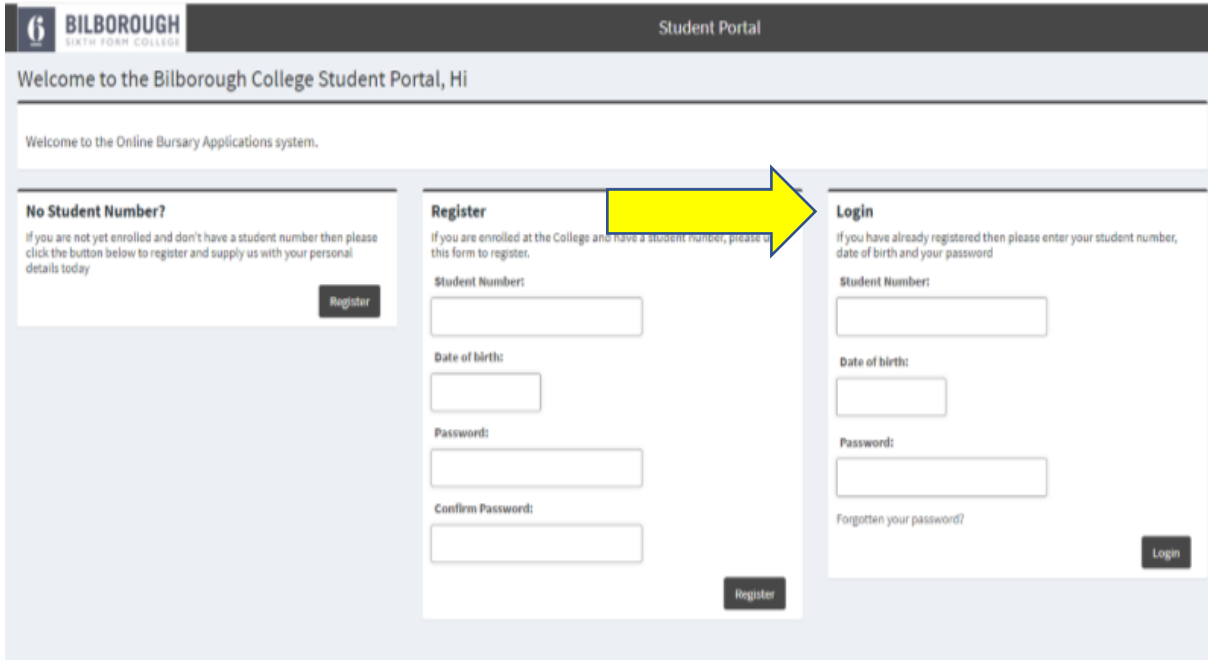 6 BILBOROUGH
SIXTH FORM COLLEGE
Student Portal
Welcome to the Bilborough College Student Portal, Hi
Welcome to the Online Bursary Applications system.
No Student Number?
If you are not yet enrolled and don't have a student number then please
click the button below to register and supply us with your personal
details today
Register
Register
If you are enrolled at the College and have a student number, please u
this form to register.
Student Number:
Date of birth:
Password:
Confirm Password:
Register
Login
If you have already registered then please enter your student number,
date of birth and your password
Student Number:
Date of birth:
Password:
Forgotten your password?
Login